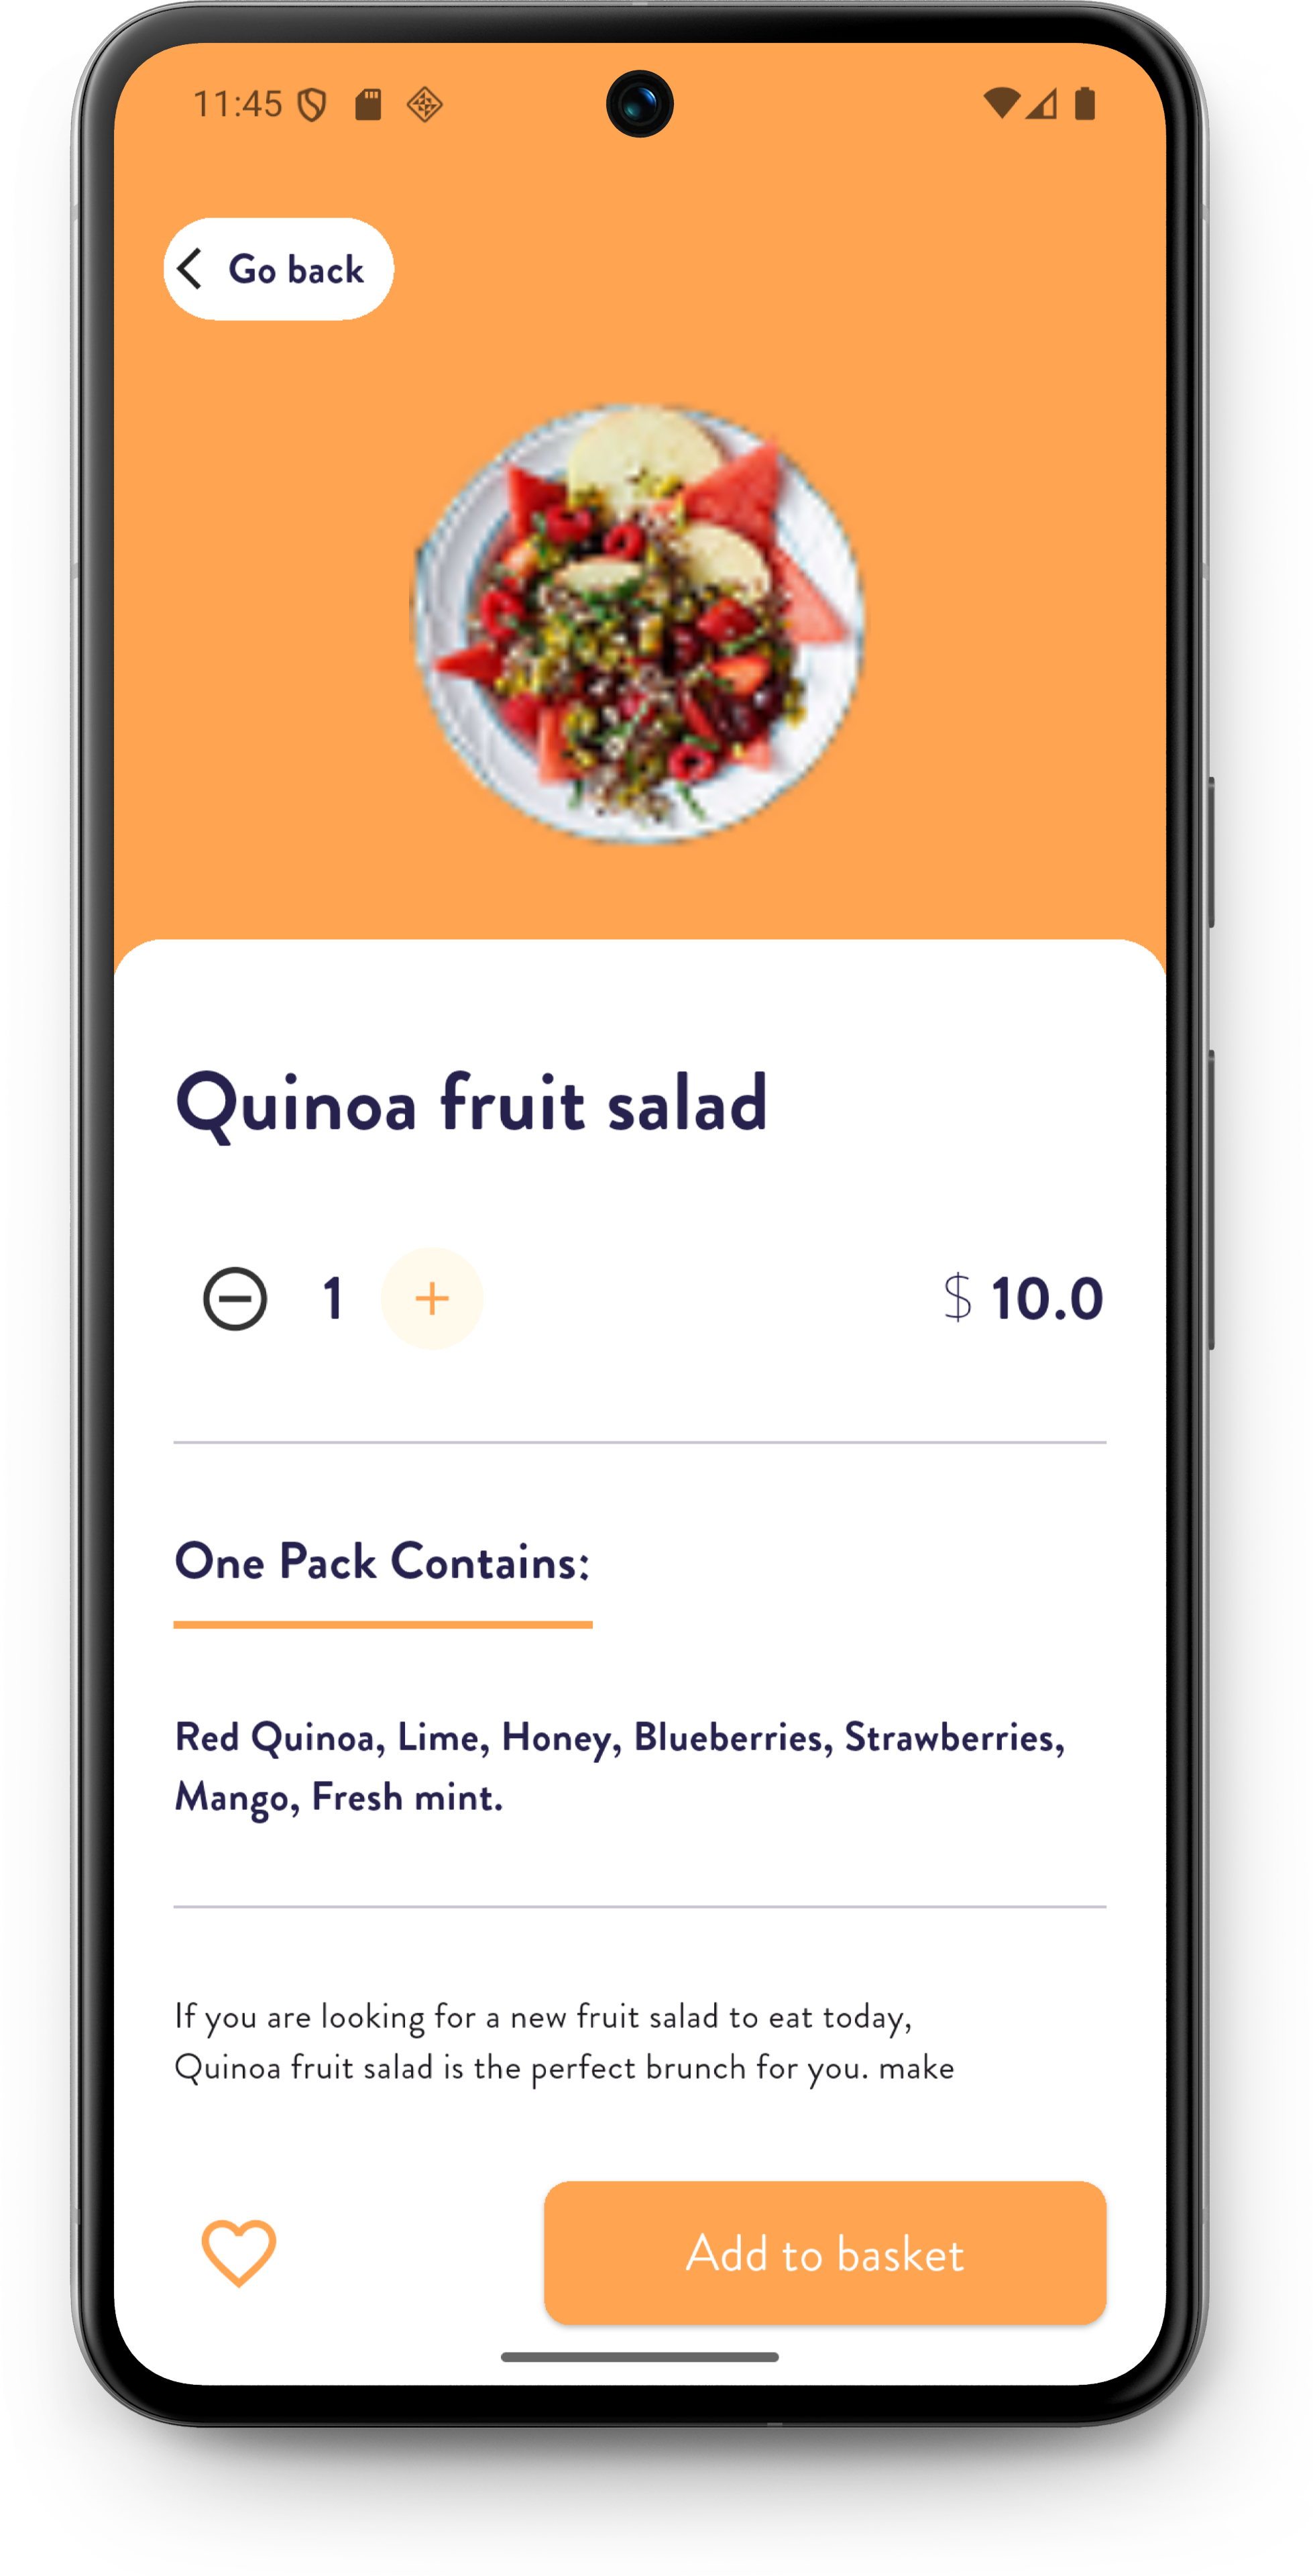 11:45
Go back
Quinoa fruit salad
1
$ 10.0
One Pack Contains:
Red Quinoa, Lime, Honey, Blueberries, Strawberries,
Mango, Fresh mint.
If you are looking for a new fruit salad to eat today,
Quinoa fruit salad is the perfect brunch for you. make
Add to basket